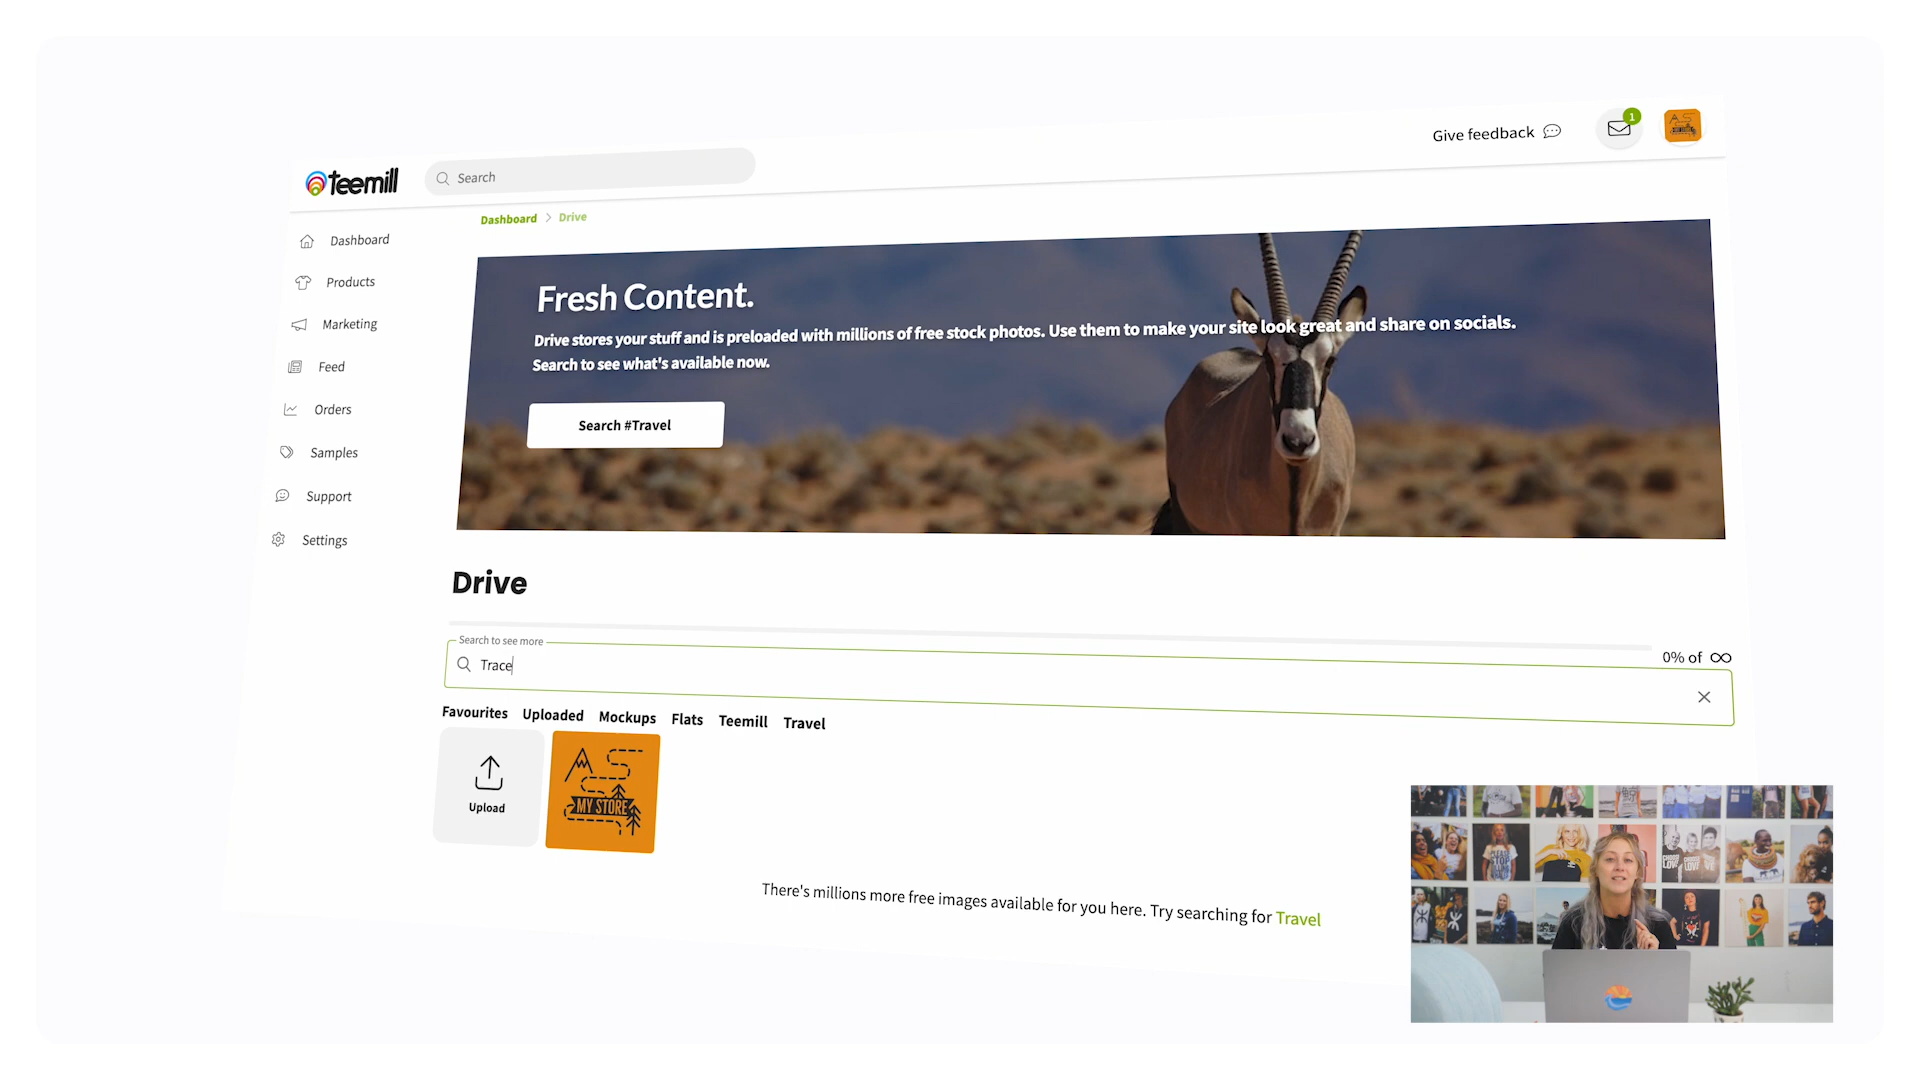 teemill
Search
Give feedback
1
Dashboard
Products
Marketing
Feed
Orders
Samples
Support
Settings
Dashboard > Drive
Fresh Content.
Drive stores your stuff and is preloaded with millions of free stock photos. Use them to make your site look great and share on socials.
Search to see what's available now.
Search #Travel
Drive
0% of ∞
Search to see more
Trace
Favourites Uploaded Mockups Flats Teemill Travel
Upload
MY STORE
There's millions more free images available for you here. Try searching for Travel